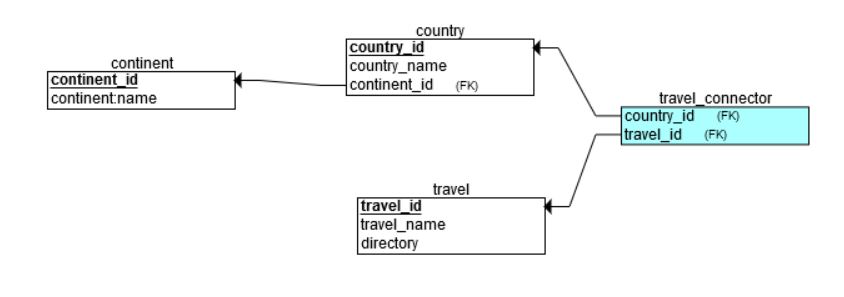 country
country_id
country_name
continent_id (FK)
continent
continent_id
continent:name
travel_connector
country_id (FK)
travel_id (FK)
travel
travel_id
travel_name
directory